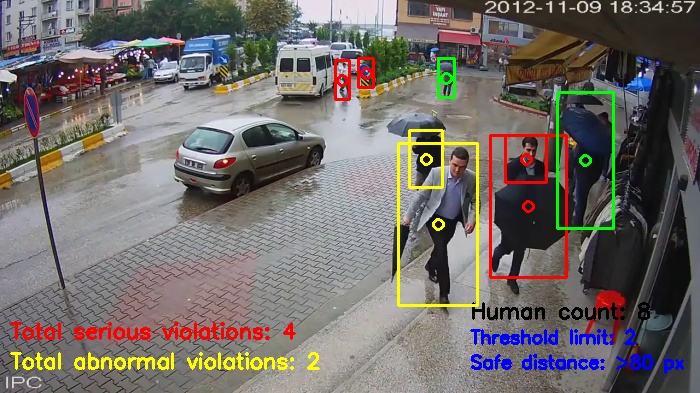 2012-11-09 18:34:57
YAPI
İNŞAAT
Human count: 8
Total serious violations: 4
Threshold limit: 2
Total abnormal violations: 2
Safe distance: >80 px
IPC